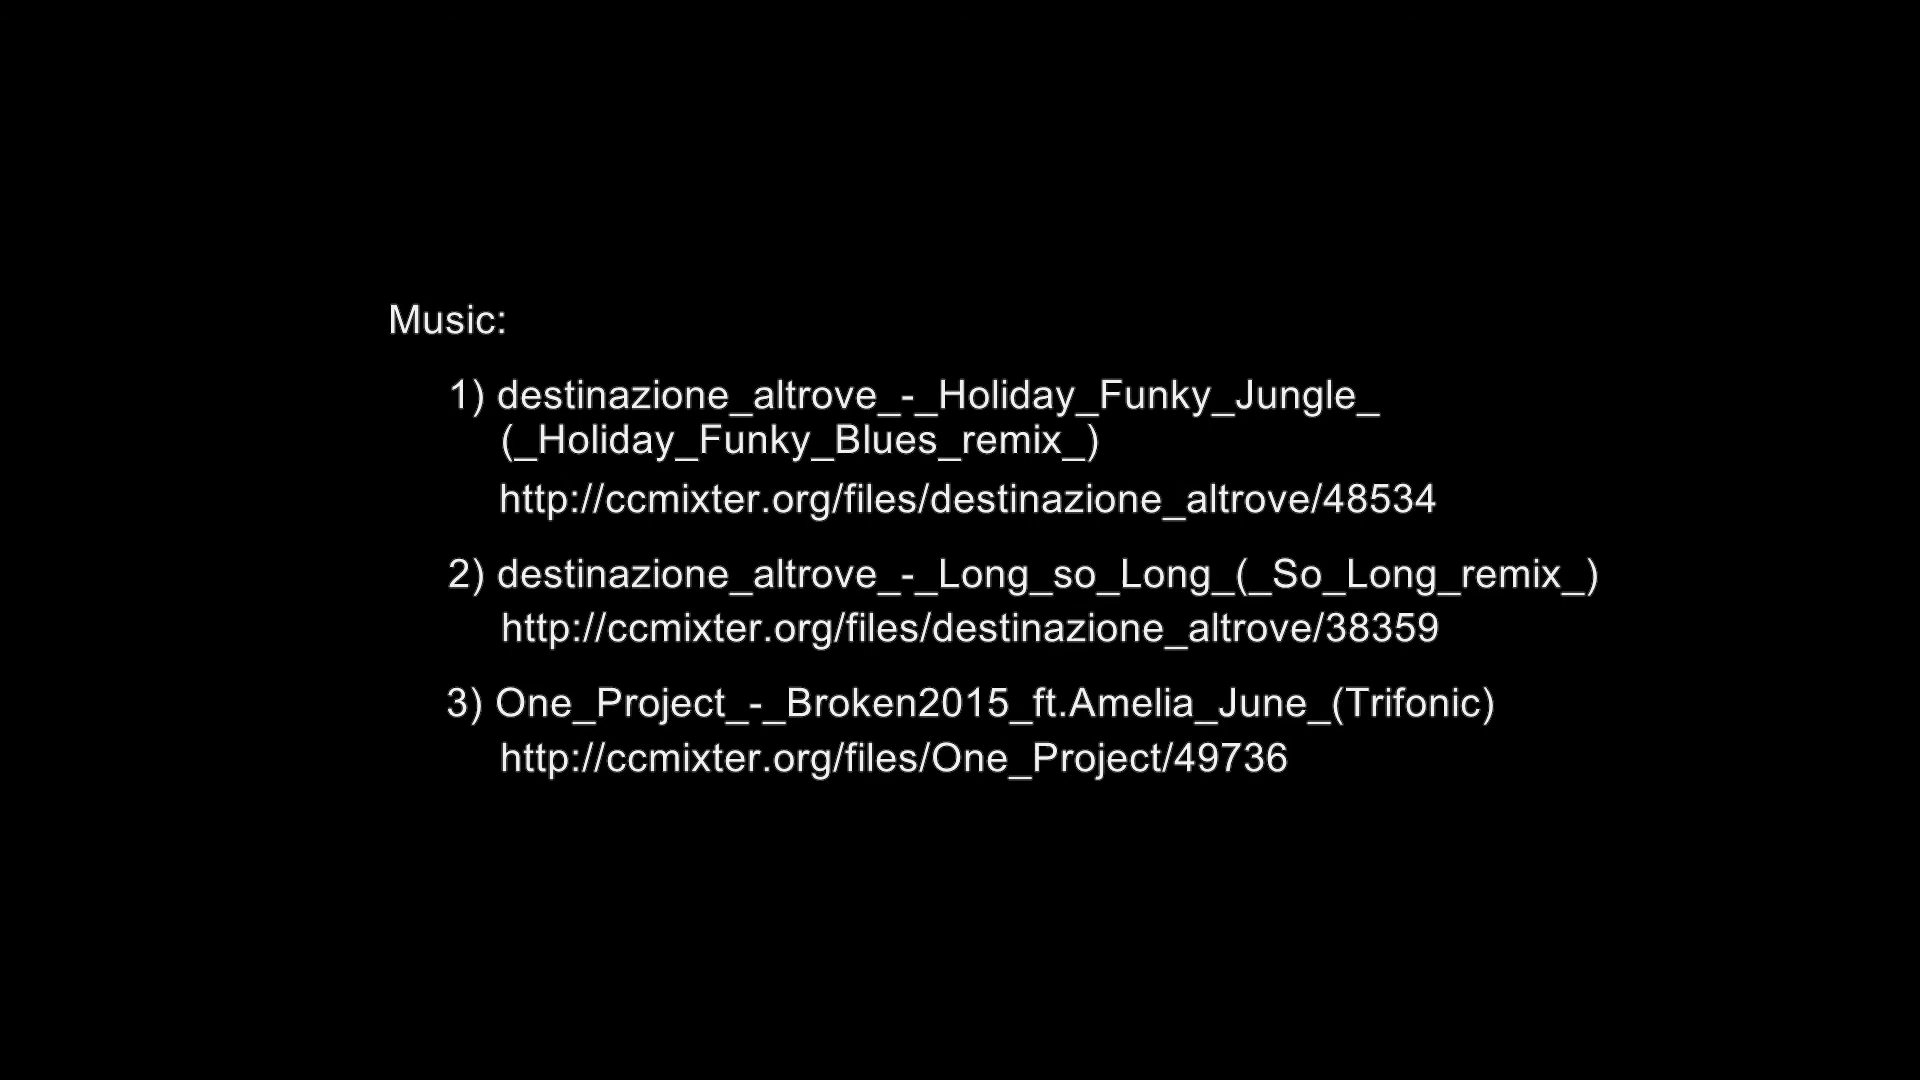 Music:
1) destinazione_altrove_-_Holiday_Funky_Jungle_
(_Holiday_Funky_Blues_remix_)
http://ccmixter.org/files/destinazione_altrove/48534
2) destinazione_altrove_-_Long_so_Long_(_So_Long_remix_)
http://ccmixter.org/files/destinazione_altrove/38359
3) One_Project_-_Broken2015_ft.Amelia_June_(Trifonic)
http://ccmixter.org/files/One_Project/49736